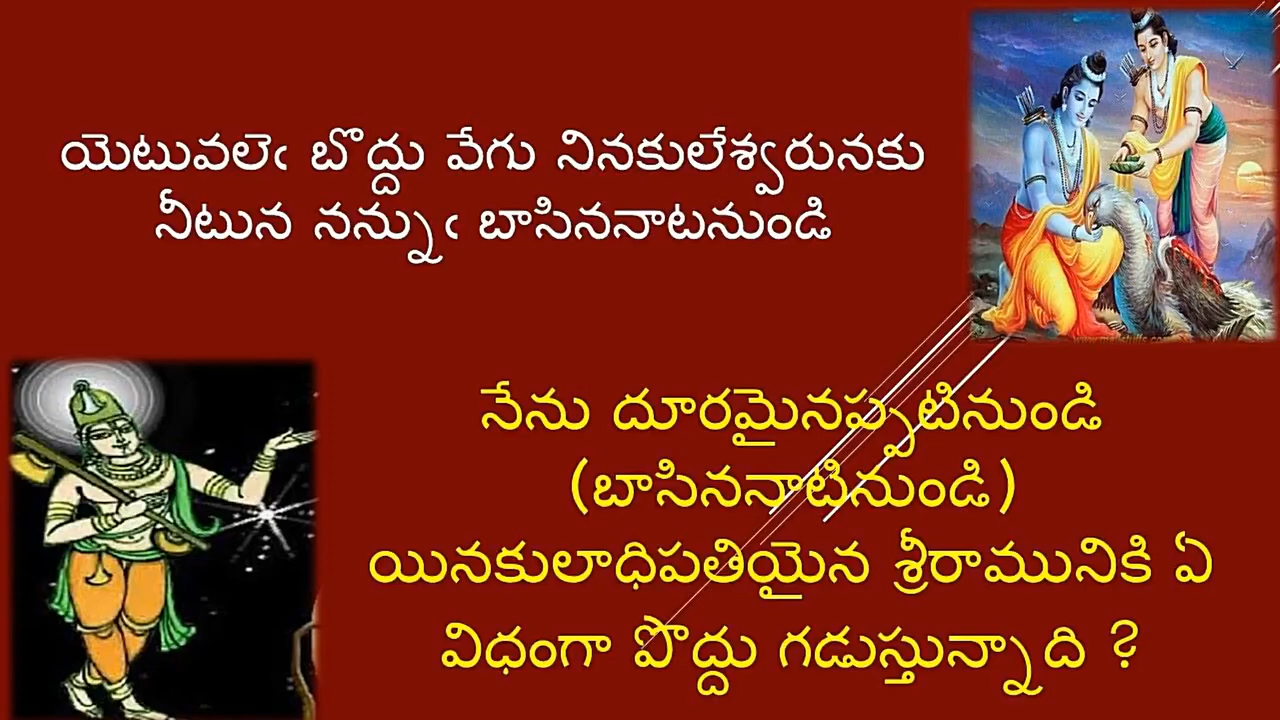 యెటువలెఁ బొద్దు వేగు నినకులేశ్వరునకు
నీటున నన్నుఁ బాసిననాటనుండి
నేను దూరమైనప్పటినుండి
(బాసిననాటినుండి)
యినకులాధిపతియైన శ్రీరామునికి ఏ
విధంగా పొద్దు గడుస్తున్నాది ?